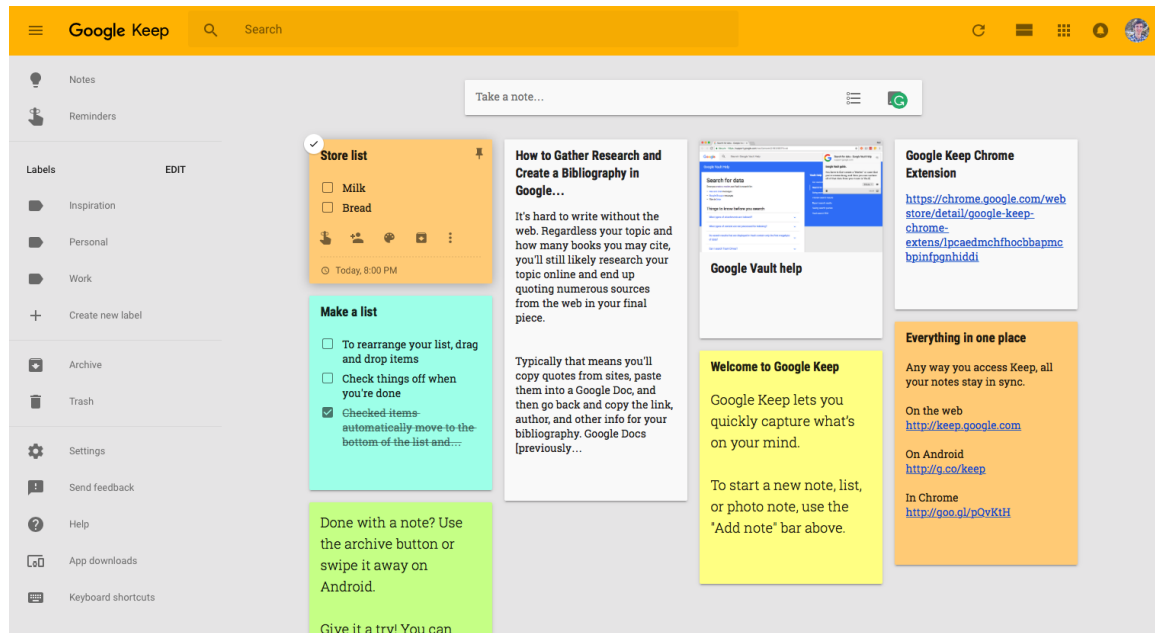 Google Keep
Search
Notes
Reminders
Labels
EDIT
Inspiration
Personal
Work
Create new label
Archive
Trash
Settings
Send feedback
Help
App downloads
Keyboard shortcuts
Take a note...
Store list
Milk
Bread
Today, 8:00 PM
Make a list
To rearrange your list, drag
and drop items
Check things off when
you're done
Checked items
automatically move to the
bottom of the list and...
Done with a note? Use
the archive button or
swipe it away on
Android.
Give it a try! You can
How to Gather Research and
Create a Bibliography in
Google...
It's hard to write without the
web. Regardless your topic and
how many books you may cite,
you'll still likely research your
topic online and end up
quoting numerous sources
from the web in your final
piece.
Typically that means you'll
copy quotes from sites, paste
them into a Google Doc, and
then go back and copy the link,
author, and other info for your
bibliography. Google Docs
[previously...
Search for data
Things to know before you search
Google Vault help
Welcome to Google Keep
Google Keep lets you
quickly capture what's
on your mind.
To start a new note, list,
or photo note, use the
"Add note" bar above.
Google Keep Chrome
Extension
https://chrome.google.com/web
store/detail/google-keep-
chrome-
extens/lpcaedmchfhocbbapmc
bpinfpgnhiddi
Everything in one place
Any way you access Keep, all
your notes stay in sync.
On the web
http://keep.google.com
On Android
http://g.co/keep
In Chrome
http://goo.gl/pQvKtH